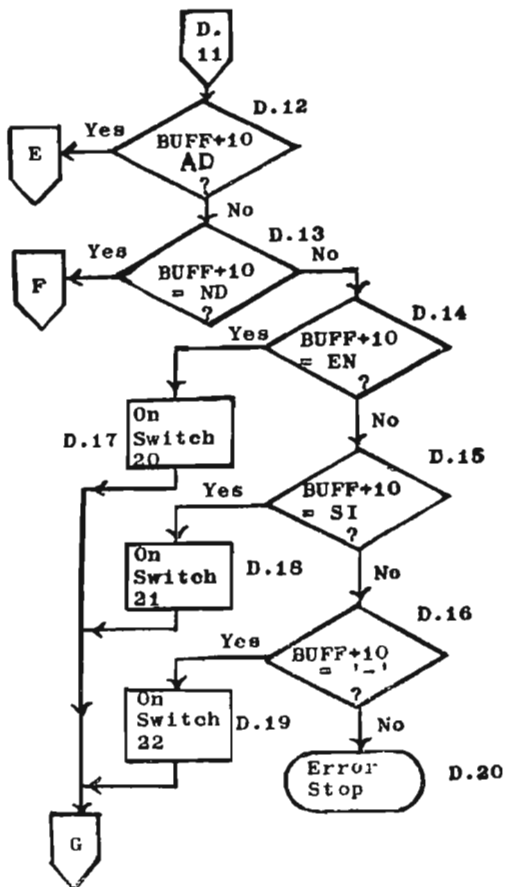 D.
11
D.12
Yes
E
BUFF+10
AD
?
No
D.13
Yes
No
F
BUFF+10
= ND
?
D.14
Yes
BUFF+10
= EN
?
On
Switch
20
D.17
No
D.15
Yes
BUFF+10
= SI
?
On
Switch
21
D.18
No
D.16
Yes
BUFF+10
= '-'
?
On
Switch
22
D.19
No
Error
Stop
D.20
G